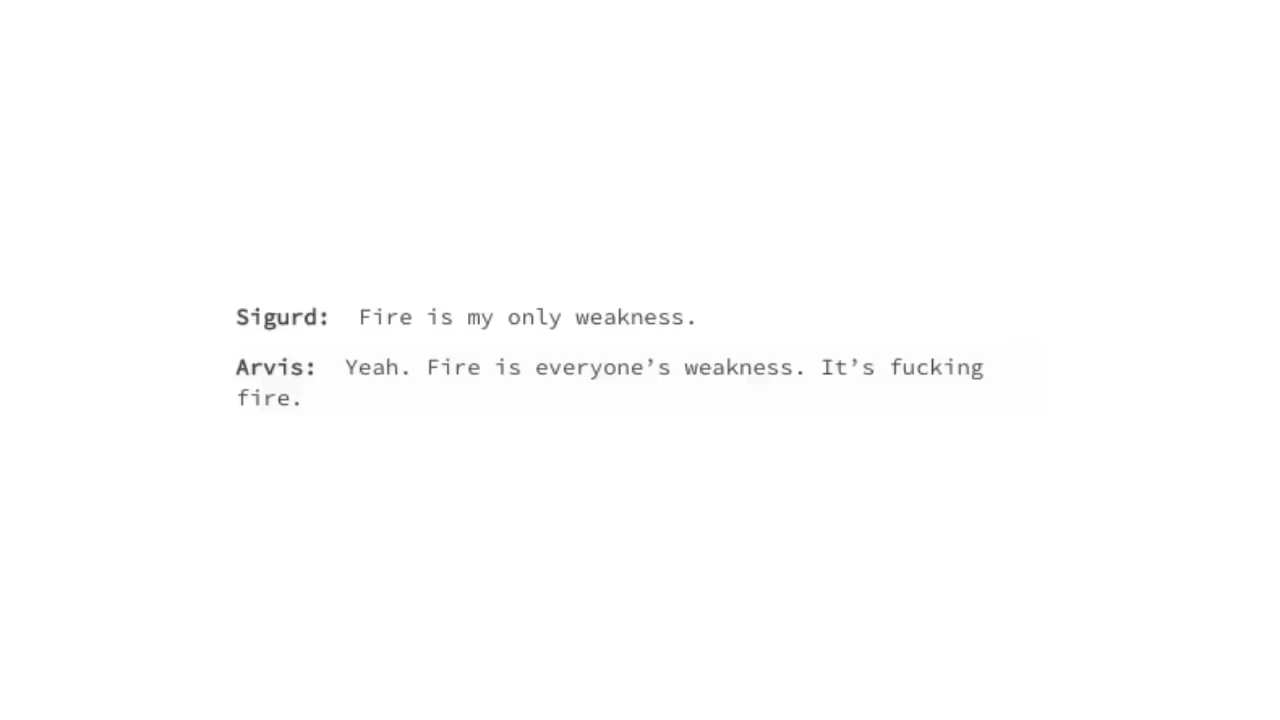 Sigurd: Fire is my only weakness.
Arvis: Yeah. Fire is everyone’s weakness. It’s fucking
fire.